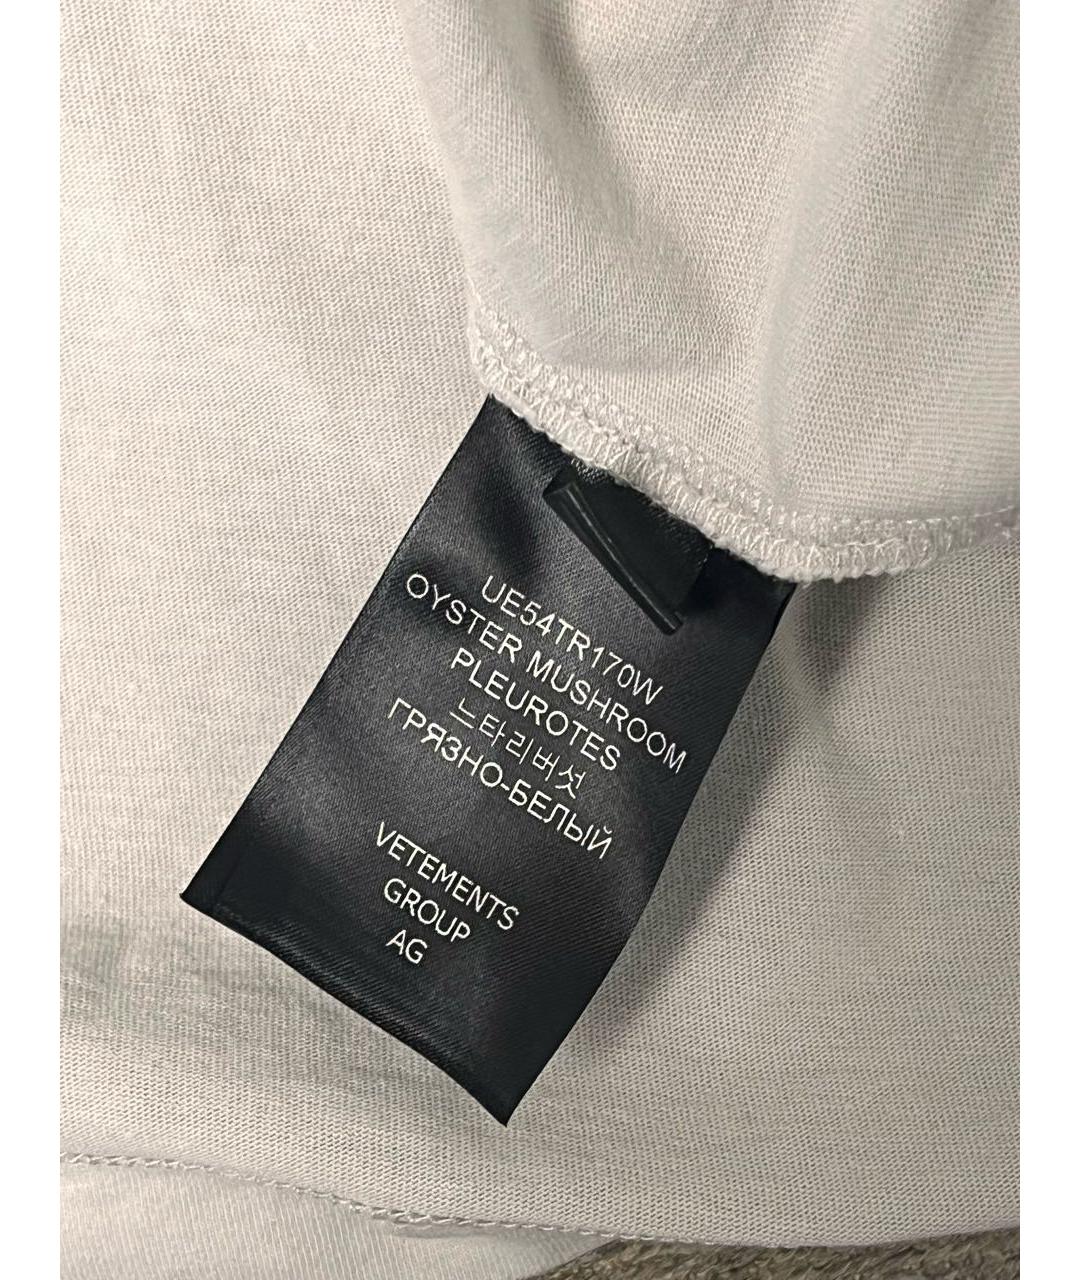 UE54TR170W
OYSTER MUSHROOM
PLEUROTES
느타리버섯
ГРЯЗНО-БЕЛЫЙ
VETEMENTS
GROUP
AG